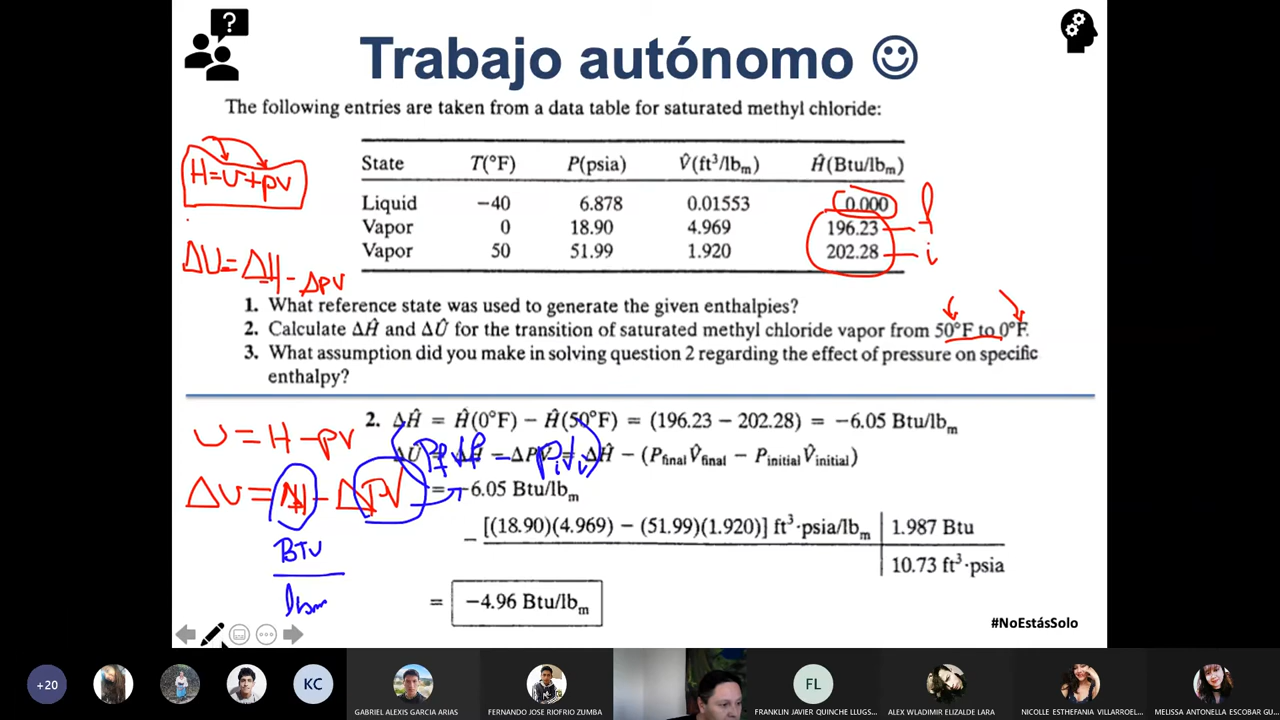 Trabajo autónomo
The following entries are taken from a data table for saturated methyl chloride:
State T(°F) P(psia) V̂(ft³/lbₘ) Ĥ(Btu/lbₘ)
Liquid −40 6.878 0.01553 0.000
Vapor 0 18.90 4.969 196.23
Vapor 50 51.99 1.920 202.28
f
i
H=U+PV
ΔU=ΔH-ΔPV
1. What reference state was used to generate the given enthalpies?
2. Calculate ΔĤ and ΔÛ for the transition of saturated methyl chloride vapor from 50°F to 0°F.
3. What assumption did you make in solving question 2 regarding the effect of pressure on specific
enthalpy?
2. ΔĤ = Ĥ(0°F) − Ĥ(50°F) = (196.23 − 202.28) = −6.05 Btu/lbₘ
ΔÛ = ΔĤ − ΔPV̂ = ΔĤ − (PfinalV̂final − PinitialV̂initial)
= −6.05 Btu/lbₘ
− [(18.90)(4.969) − (51.99)(1.920)] ft³·psia/lbₘ 1.987 Btu
10.73 ft³·psia
= −4.96 Btu/lbₘ
U=H-PV
PfVf - PiVi
ΔU=ΔH-ΔPV
BTU
lbm
#NoEstásSolo
+20
KC
FL
GABRIEL ALEXIS GARCIA ARIAS
FERNANDO JOSE RIOFRIO ZUMBA
FRANKLIN JAVIER QUINCHE LLUGS...
ALEX WLADIMIR ELIZALDE LARA
NICOLLE ESTHEFANIA VILLARROEL...
MELISSA ANTONELLA ESCOBAR GU...